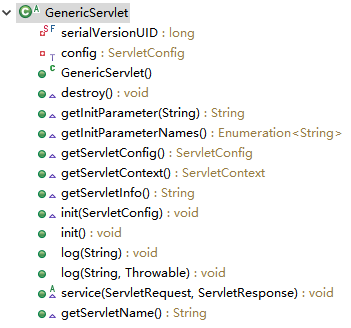 GenericServlet
serialVersionUID : long
config : ServletConfig
GenericServlet()
destroy() : void
getInitParameter(String) : String
getInitParameterNames() : Enumeration<String>
getServletConfig() : ServletConfig
getServletContext() : ServletContext
getServletInfo() : String
init(ServletConfig) : void
init() : void
log(String) : void
log(String, Throwable) : void
service(ServletRequest, ServletResponse) : void
getServletName() : String